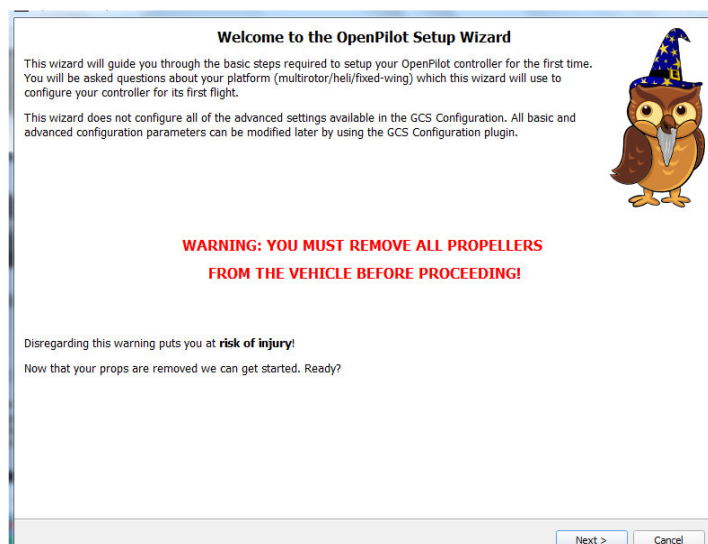 Welcome to the OpenPilot Setup Wizard
This wizard will guide you through the basic steps required to setup your OpenPilot controller for the first time.
You will be asked questions about your platform (multirotor/heli/fixed-wing) which this wizard will use to
configure your controller for its first flight.
This wizard does not configure all of the advanced settings available in the GCS Configuration. All basic and
advanced configuration parameters can be modified later by using the GCS Configuration plugin.
WARNING: YOU MUST REMOVE ALL PROPELLERS
FROM THE VEHICLE BEFORE PROCEEDING!
Disregarding this warning puts you at risk of injury!
Now that your props are removed we can get started. Ready?
Next > Cancel